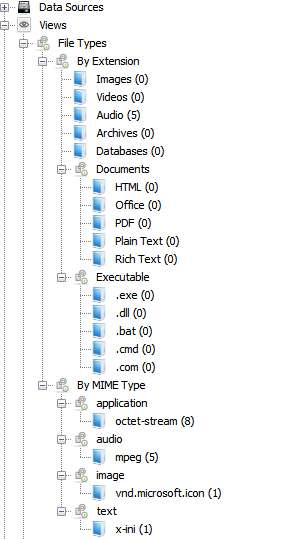 Data Sources
Views
File Types
By Extension
Images (0)
Videos (0)
Audio (5)
Archives (0)
Databases (0)
Documents
HTML (0)
Office (0)
PDF (0)
Plain Text (0)
Rich Text (0)
Executable
.exe (0)
.dll (0)
.bat (0)
.cmd (0)
.com (0)
By MIME Type
application
octet-stream (8)
audio
mpeg (5)
image
vnd.microsoft.icon (1)
text
x-ini (1)